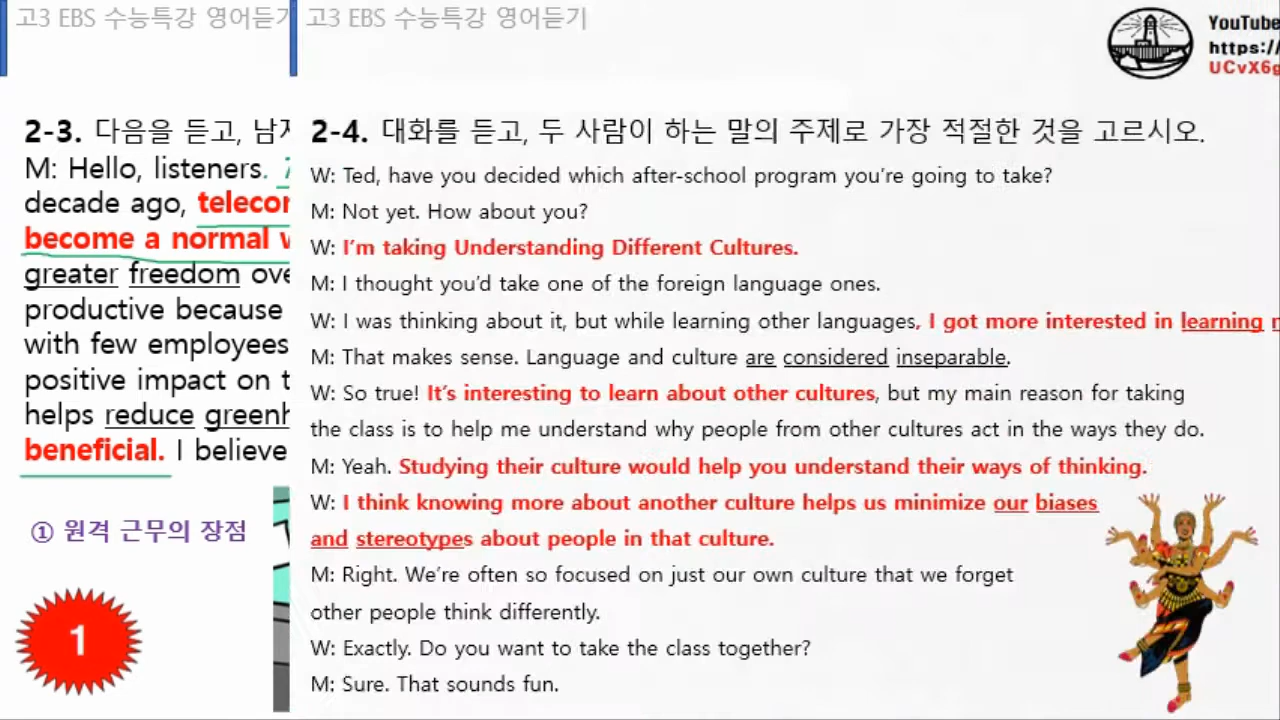 고3 EBS 수능특강 영어듣기
2-3. 다음을 듣고, 남자
M: Hello, listeners.
decade ago,
become a normal
greater freedom
productive because
with few employees
positive impact on
helps reduce
beneficial. I believe
① 원격 근무의 장점
1
고3 EBS 수능특강 영어듣기
YouTube
https:/
UCvX6
2-4. 대화를 듣고, 두 사람이 하는 말의 주제로 가장 적절한 것을 고르시오.
W: Ted, have you decided which after-school program you're going to take?
M: Not yet. How about you?
W: I'm taking Understanding Different Cultures.
M: I thought you'd take one of the foreign language ones.
W: I was thinking about it, but while learning other languages, I got more interested in learning
M: That makes sense. Language and culture are considered inseparable.
W: So true! It's interesting to learn about other cultures, but my main reason for taking
the class is to help me understand why people from other cultures act in the ways they do.
M: Yeah. Studying their culture would help you understand their ways of thinking.
W: I think knowing more about another culture helps us minimize our biases
and stereotypes about people in that culture.
M: Right. We're often so focused on just our own culture that we forget
other people think differently.
W: Exactly. Do you want to take the class together?
M: Sure. That sounds fun.